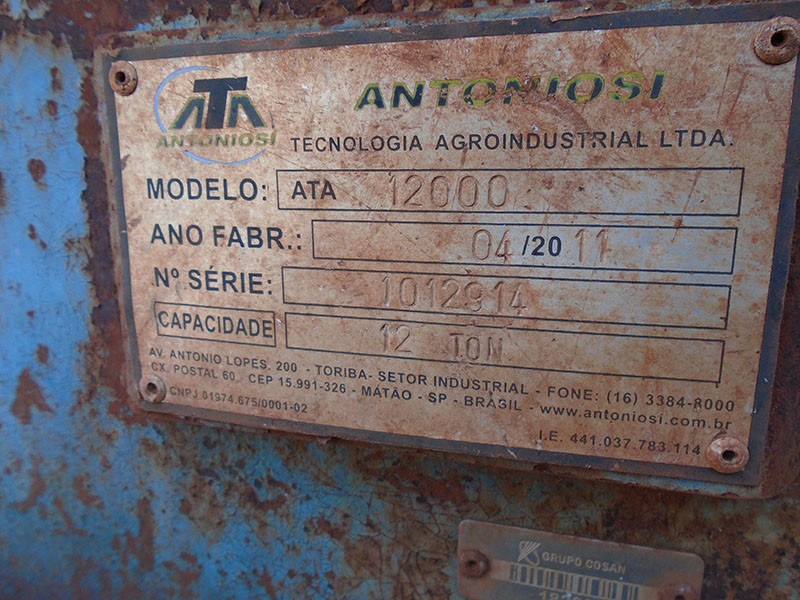 ATA
ANTONIOSI
ANTONIOSI
TECNOLOGIA AGROINDUSTRIAL LTDA.
MODELO: ATA 12000
ANO FABR.: 04 /20 11
Nº SÉRIE: 1012914
CAPACIDADE 12 TON
AV. ANTONIO LOPES, 200 - TORIBA- SETOR INDUSTRIAL - FONE: (16) 3384-8000
CX. POSTAL 60 CEP 15.991-326 - MATÃO - SP - BRASIL - www.antoniosi.com.br
CNPJ 01974.675/0001-02
I.E. 441.037.783.114
GRUPO COSAN